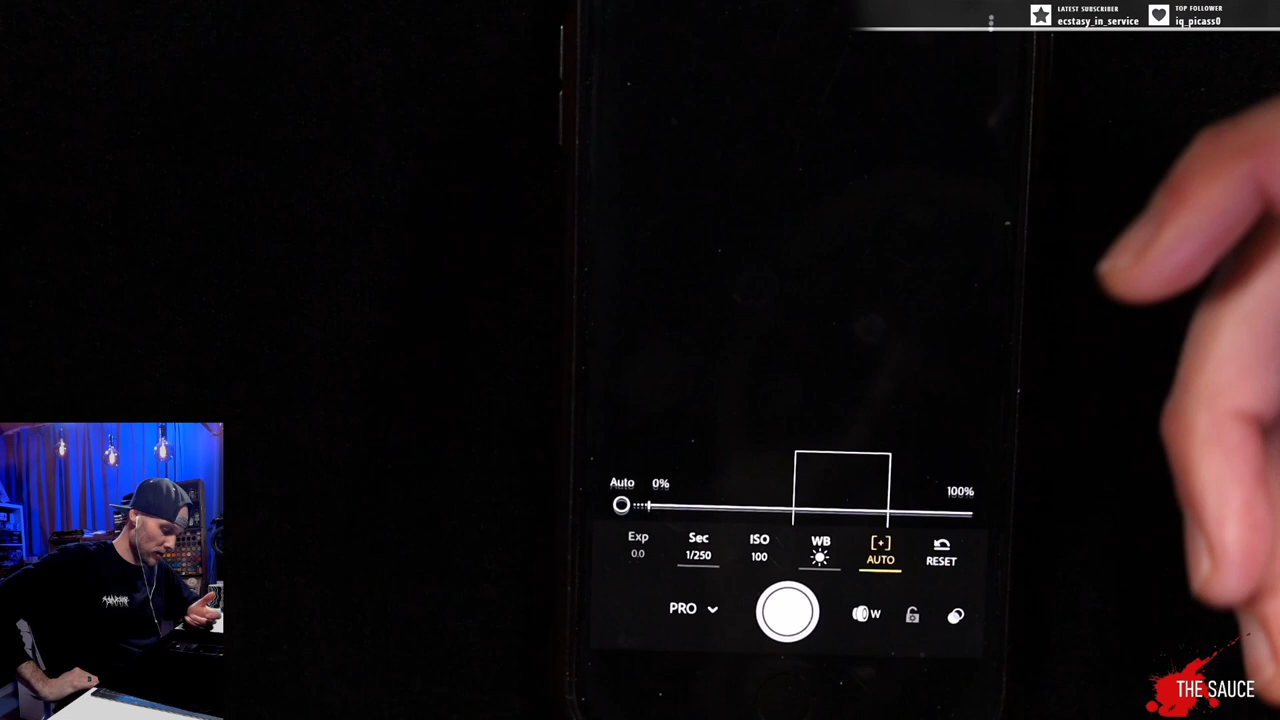 LATEST SUBSCRIBER
ecstasy_in_service
TOP FOLLOWER
iq_picass0
Auto 0% 100%
Exp Sec ISO WB [+] RESET
0.0 1/250 100 AUTO
PRO W
THE SAUCE